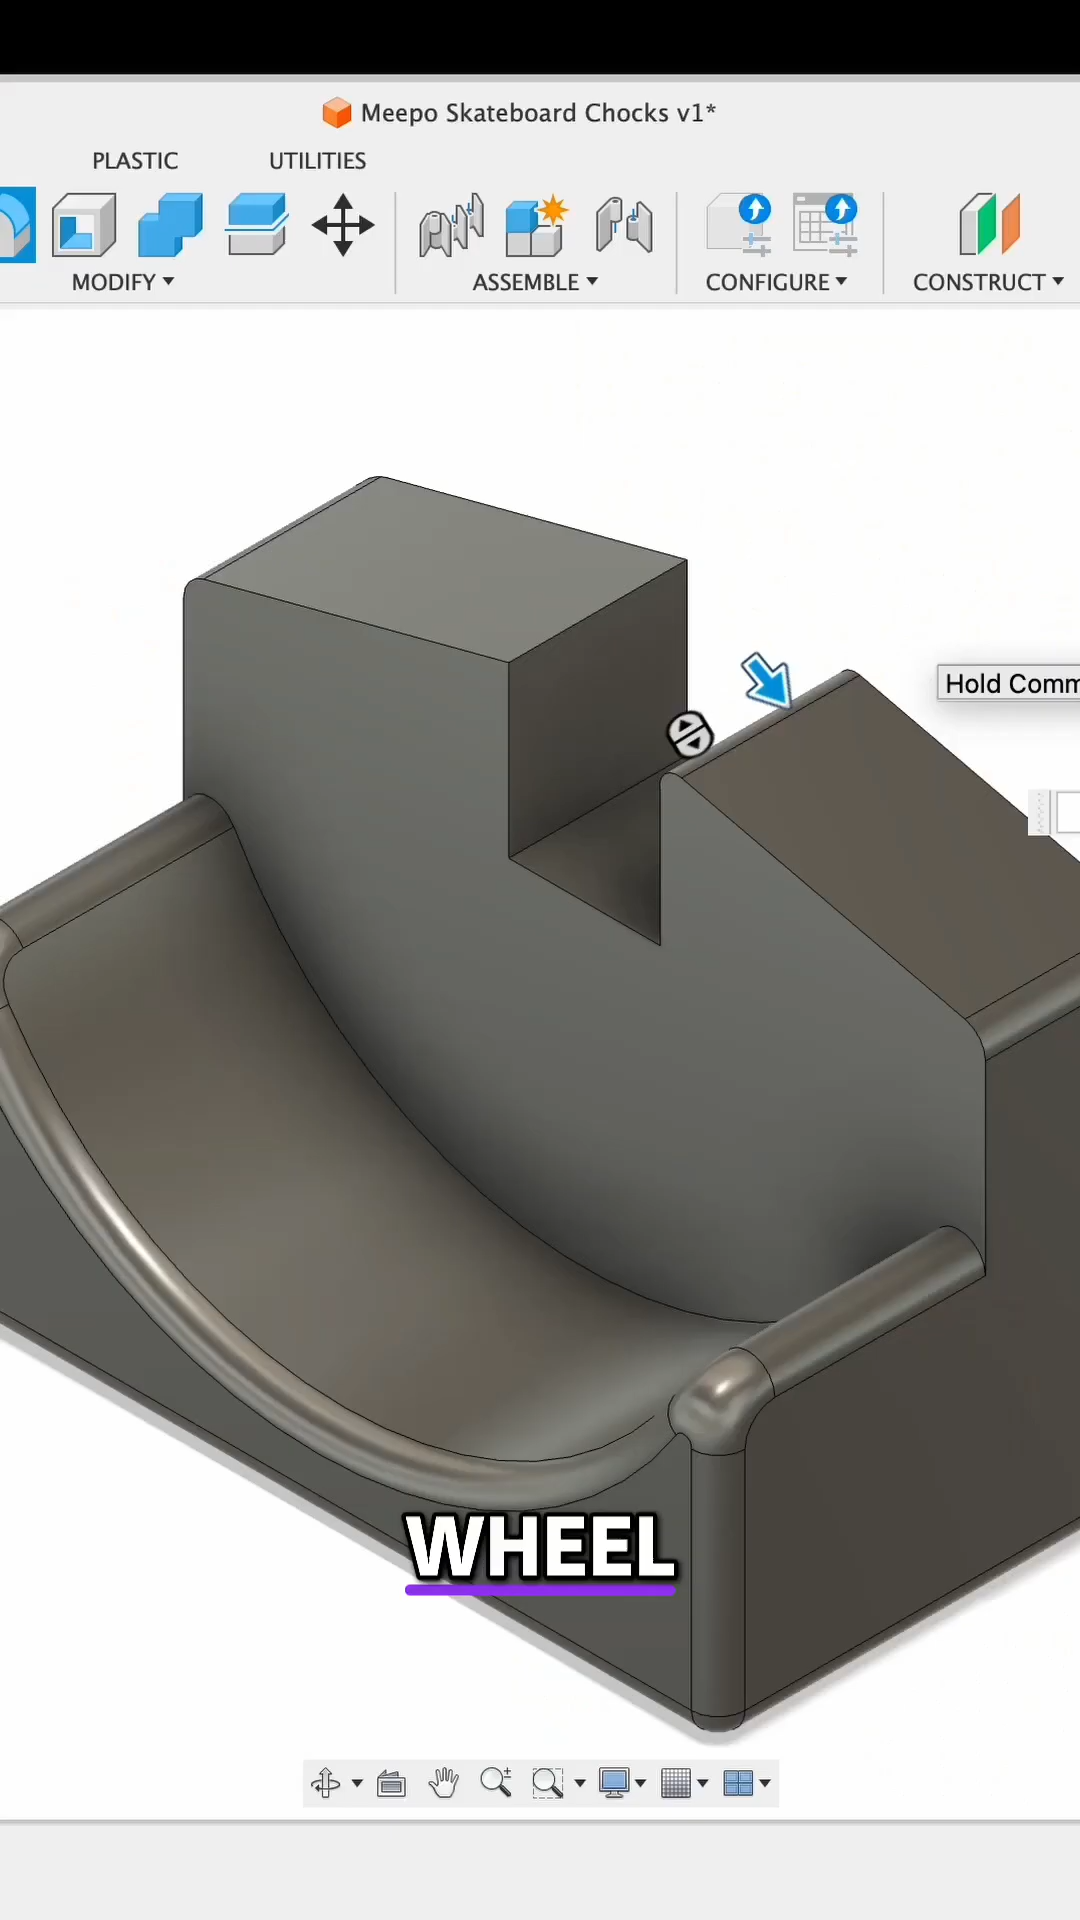 Meepo Skateboard Chocks v1*
PLASTIC UTILITIES
MODIFY ASSEMBLE CONFIGURE CONSTRUCT
Hold Comm
WHEEL